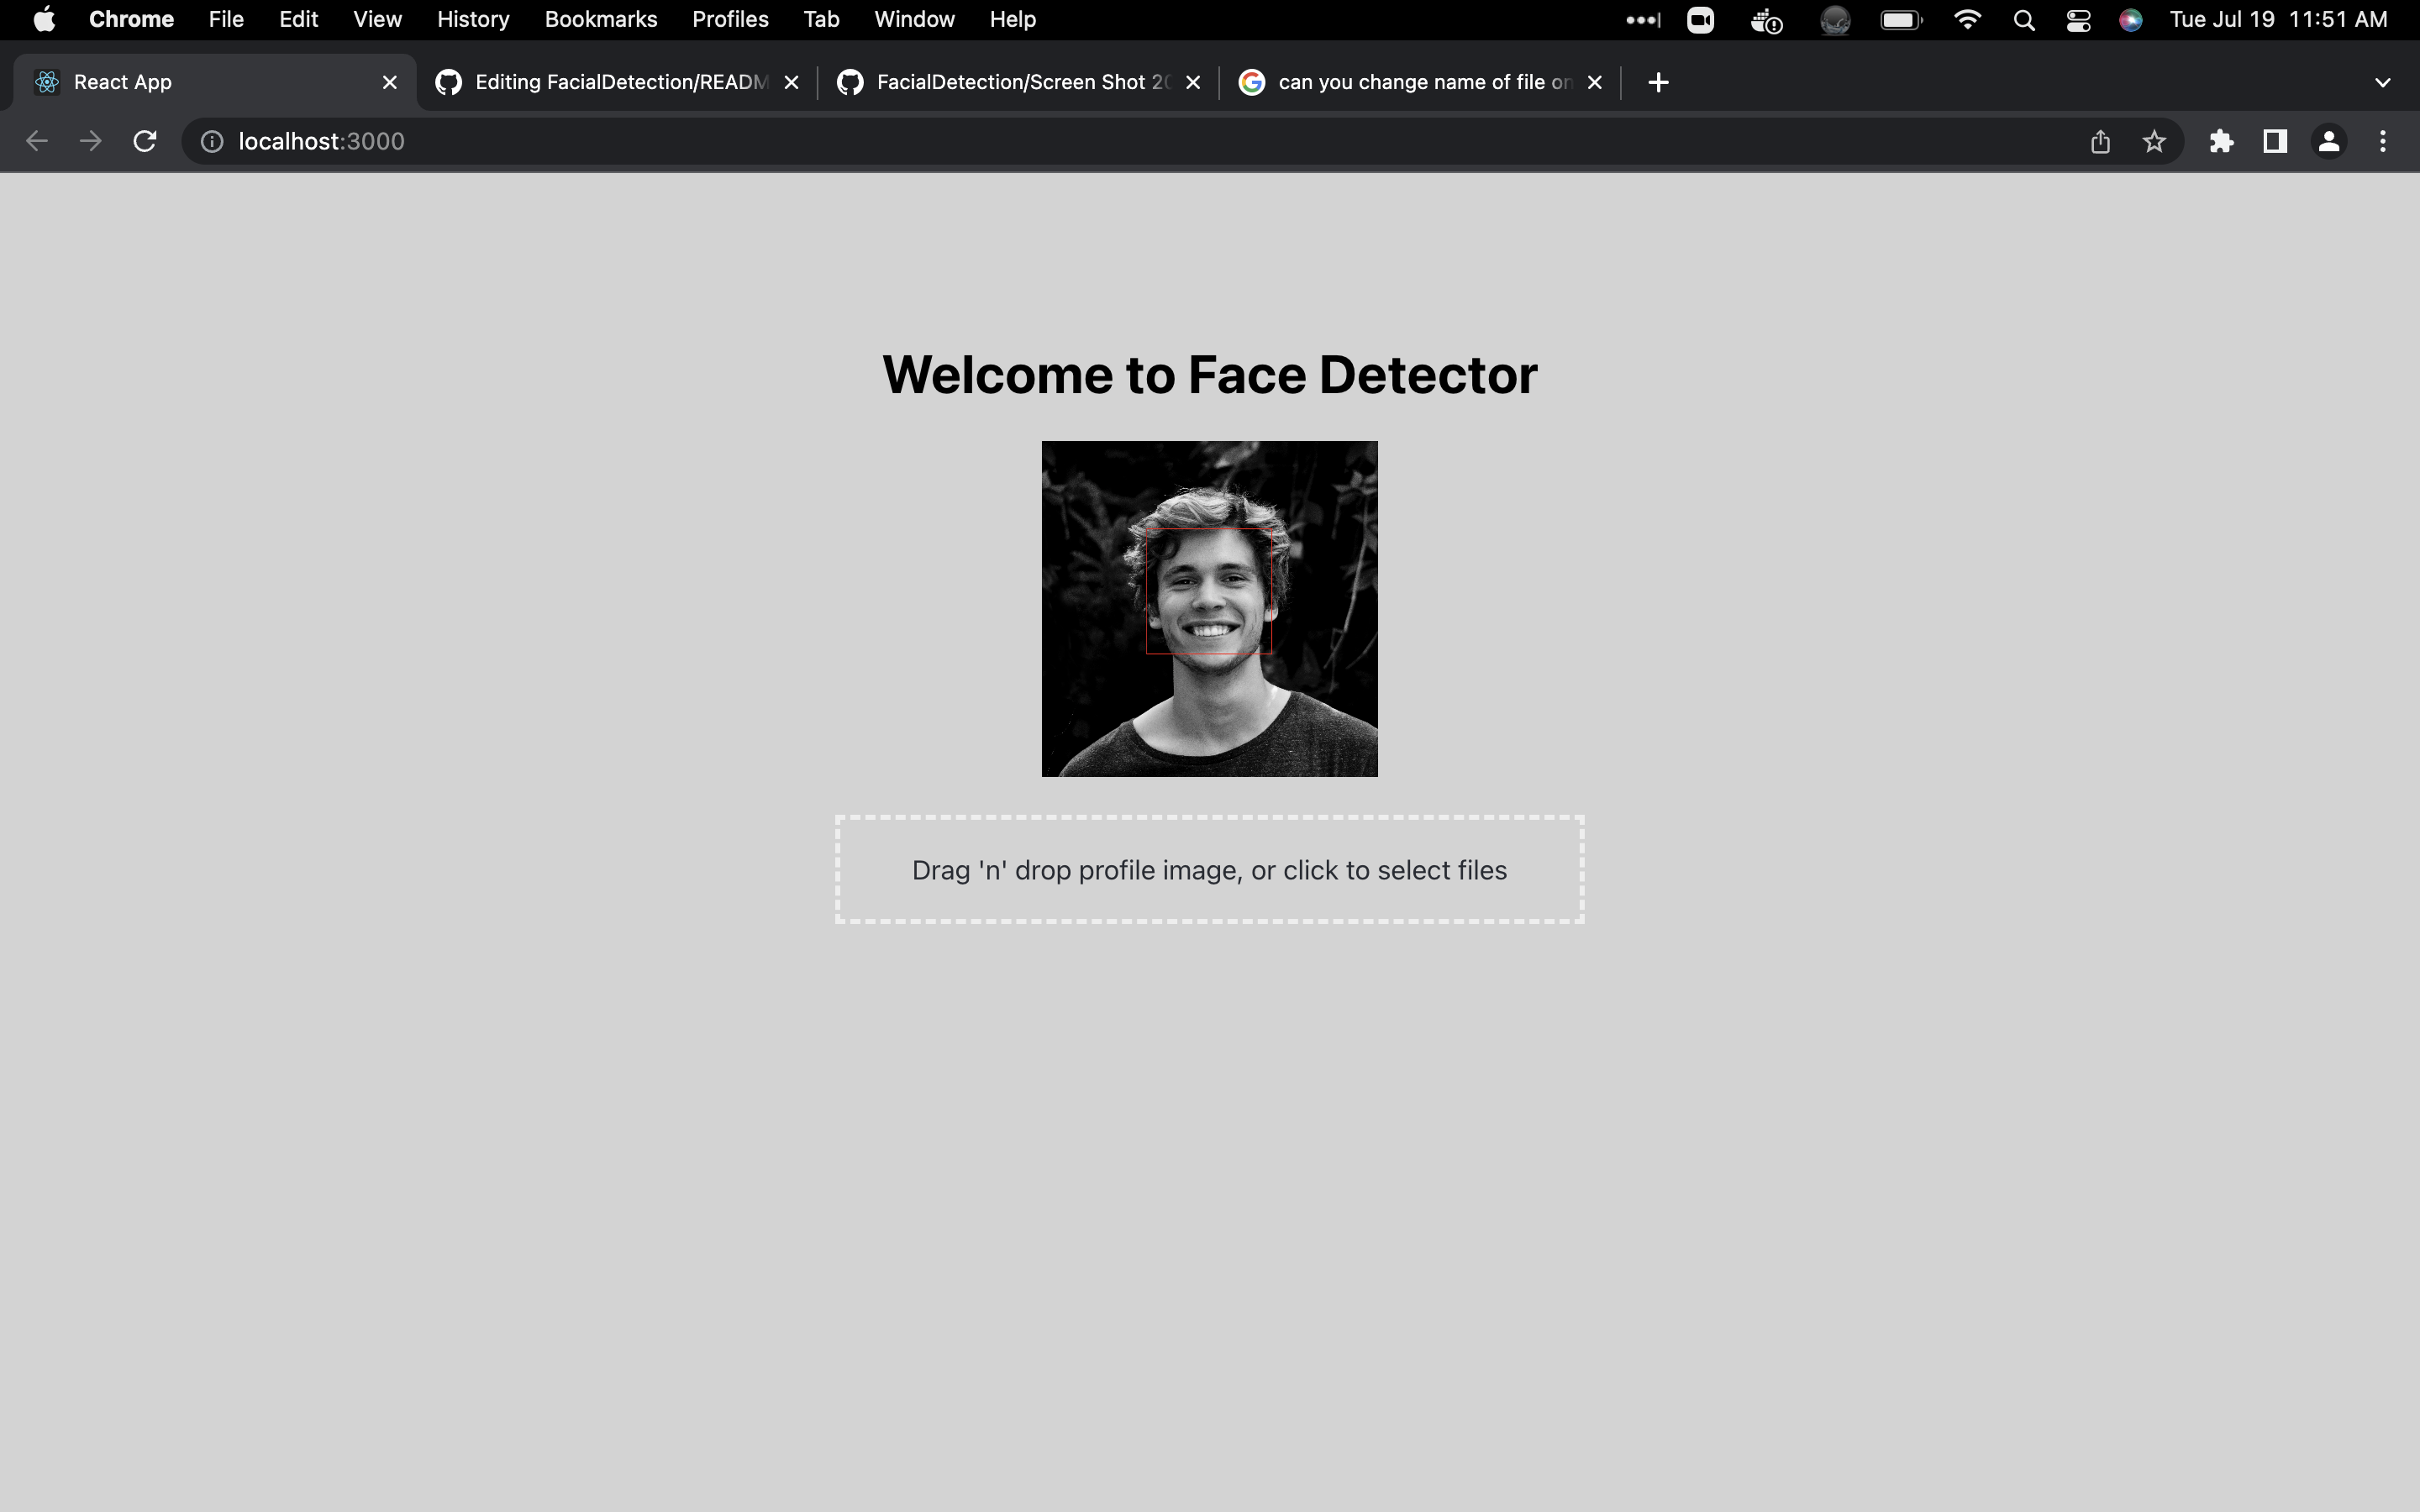 Chrome File Edit View History Bookmarks Profiles Tab Window Help Tue Jul 19 11:51 AM
React App Editing FacialDetection/READM FacialDetection/Screen Shot 20 can you change name of file on
localhost:3000
Welcome to Face Detector
Drag 'n' drop profile image, or click to select files